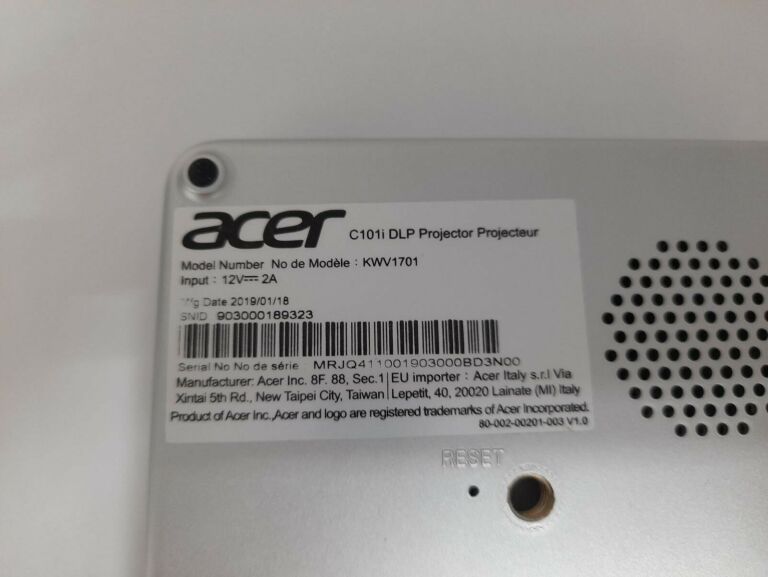 acer C101i DLP Projector Projecteur
Model Number No de Modèle : KWV1701
Input : 12V⎓ 2A
Mfg Date 2019/01/18
SNID 903000189323
Serial No No de série MRJQ411001903000BD3N00
Manufacturer: Acer Inc. 8F. 88, Sec.1
Xintai 5th Rd., New Taipei City, Taiwan
EU importer : Acer Italy s.r.l Via
Lepetit, 40, 20020 Lainate (MI) Italy
Product of Acer Inc.,Acer and logo are registered trademarks of Acer Incorporated.
80-002-00201-003 V1.0
RESET